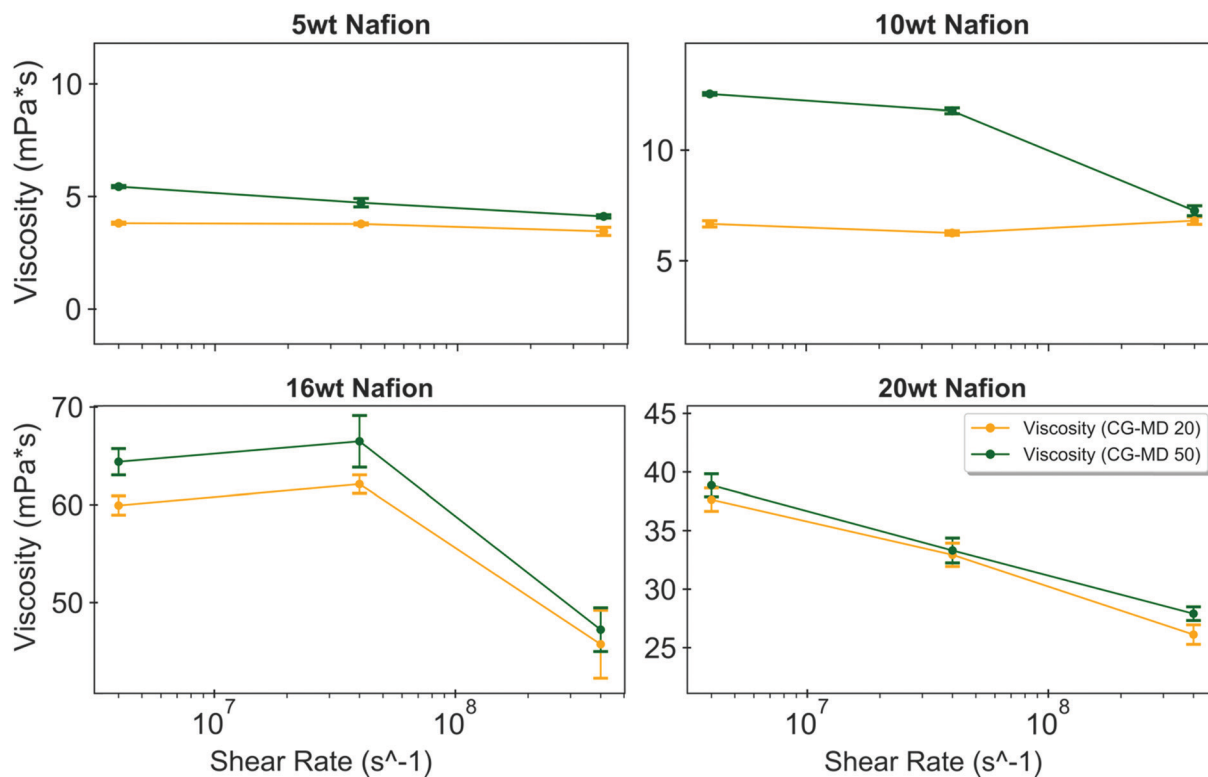 5wt Nafion
10wt Nafion
Viscosity (mPa*s)
10
5
0
10
5
16wt Nafion
20wt Nafion
Viscosity (mPa*s)
70
60
50
45
40
35
30
25
Viscosity (CG-MD 20)
Viscosity (CG-MD 50)
10^7
10^8
10^7
10^8
Shear Rate (s^-1)
Shear Rate (s^-1)